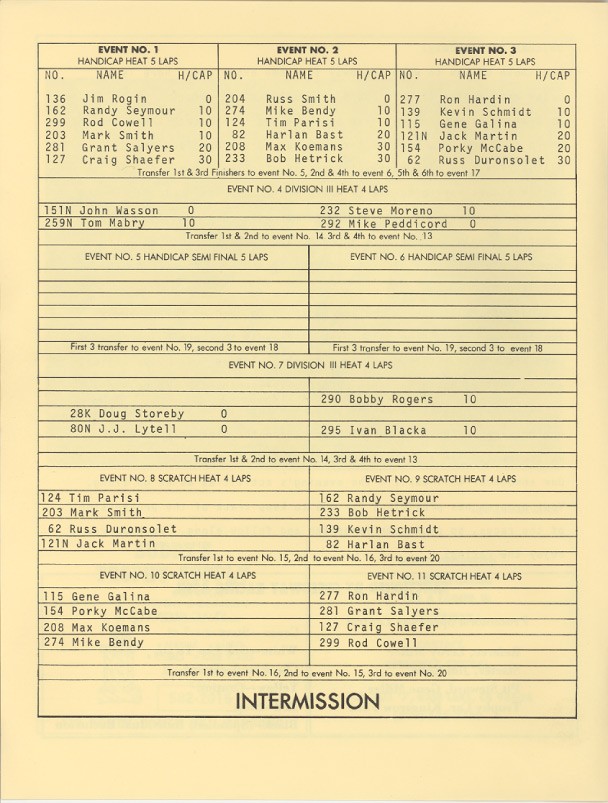 EVENT NO. 1
HANDICAP HEAT 5 LAPS
NO. NAME H/CAP
136 Jim Rogin 0
162 Randy Seymour 10
299 Rod Cowell 10
203 Mark Smith 10
281 Grant Salyers 20
127 Craig Shaefer 30
EVENT NO. 2
HANDICAP HEAT 5 LAPS
NO. NAME H/CAP
204 Russ Smith 0
274 Mike Bendy 10
124 Tim Parisi 10
82 Harlan Bast 20
208 Max Koemans 30
233 Bob Hetrick 30
EVENT NO. 3
HANDICAP HEAT 5 LAPS
NO. NAME H/CAP
277 Ron Hardin 0
139 Kevin Schmidt 10
115 Gene Galina 10
121N Jack Martin 20
154 Porky McCabe 20
62 Russ Duronsolet 30
Transfer 1st & 3rd Finishers to event No. 5, 2nd & 4th to event 6, 5th & 6th to event 17
EVENT NO. 4 DIVISION III HEAT 4 LAPS
151N John Wasson 0
259N Tom Mabry 10
232 Steve Moreno 10
292 Mike Peddicord 0
Transfer 1st & 2nd to event No. 14 3rd & 4th to event No. 13
EVENT NO. 5 HANDICAP SEMI FINAL 5 LAPS
First 3 transfer to event No. 19, second 3 to event 18
EVENT NO. 6 HANDICAP SEMI FINAL 5 LAPS
First 3 transfer to event No. 19, second 3 to event 18
EVENT NO. 7 DIVISION III HEAT 4 LAPS
28K Doug Storeby 0
80N J.J. Lytell 0
290 Bobby Rogers 10
295 Ivan Blacka 10
Transfer 1st & 2nd to event No. 14, 3rd & 4th to event 13
EVENT NO. 8 SCRATCH HEAT 4 LAPS
124 Tim Parisi
203 Mark Smith
62 Russ Duronsolet
121N Jack Martin
EVENT NO. 9 SCRATCH HEAT 4 LAPS
162 Randy Seymour
233 Bob Hetrick
139 Kevin Schmidt
82 Harlan Bast
Transfer 1st to event No. 15, 2nd to event No. 16, 3rd to event 20
EVENT NO. 10 SCRATCH HEAT 4 LAPS
115 Gene Galina
154 Porky McCabe
208 Max Koemans
274 Mike Bendy
EVENT NO. 11 SCRATCH HEAT 4 LAPS
277 Ron Hardin
281 Grant Salyers
127 Craig Shaefer
299 Rod Cowell
Transfer 1st to event No. 16, 2nd to event No. 15, 3rd to event No. 20
INTERMISSION